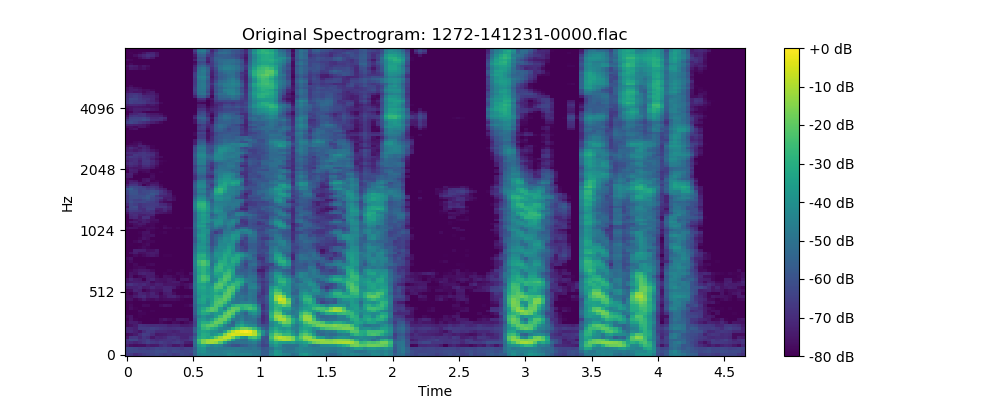 Original Spectrogram: 1272-141231-0000.flac
Hz
4096
2048
1024
512
0
0 0.5 1 1.5 2 2.5 3 3.5 4 4.5
Time
+0 dB
-10 dB
-20 dB
-30 dB
-40 dB
-50 dB
-60 dB
-70 dB
-80 dB